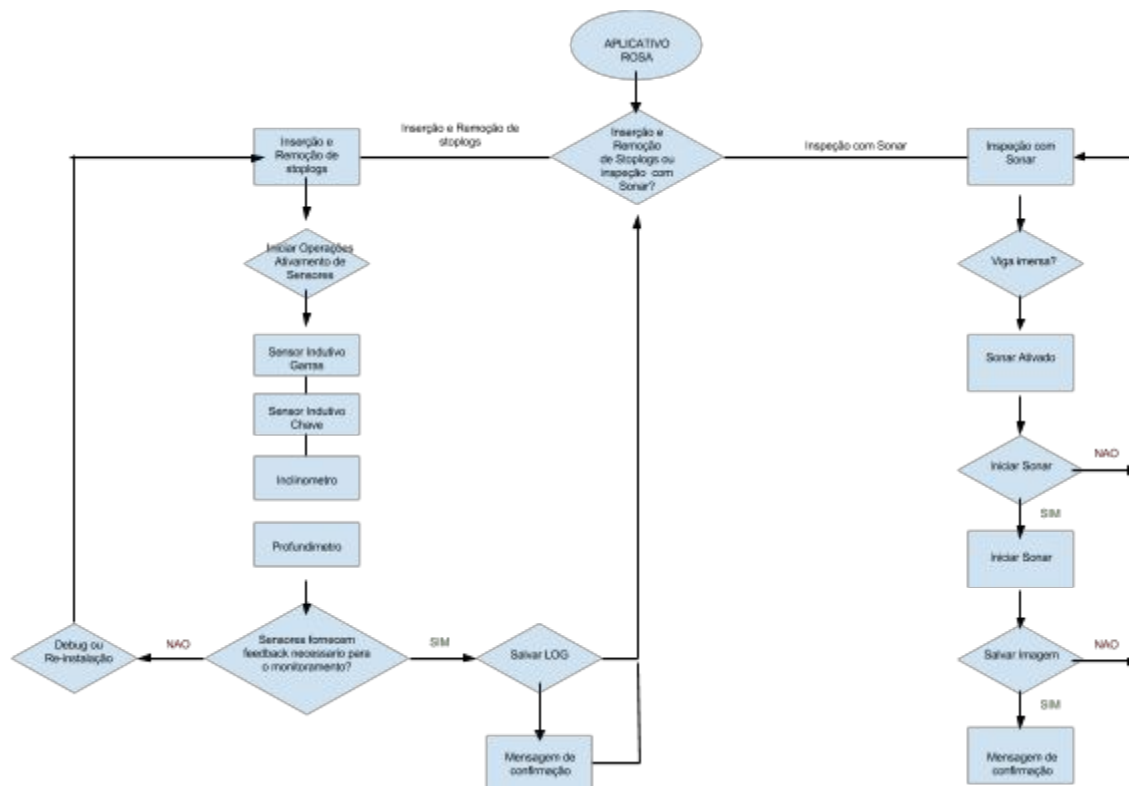 APLICATIVO
ROSA
Inserção e
Remoção
de Stoplogs ou
inspeção com
Sonar?
Inserção e Remoção de
stoplogs
Inspeção com Sonar
Inserção e
Remoção de
stoplogs
Iniciar Operações
Ativamento de
Sensores
Sensor Indutivo
Garras
Sensor Indutivo
Chave
Inclinometro
Profundimetro
Sensores fornecem
feedback necessario para
o monitoramento?
NAO
Debug ou
Re-instalação
SIM
Salvar LOG
Mensagem de
confirmação
Inspeção com
Sonar
Viga imersa?
Sonar Ativado
Iniciar Sonar
NAO
SIM
Iniciar Sonar
Salvar Imagem
NAO
SIM
Mensagem de
confirmação